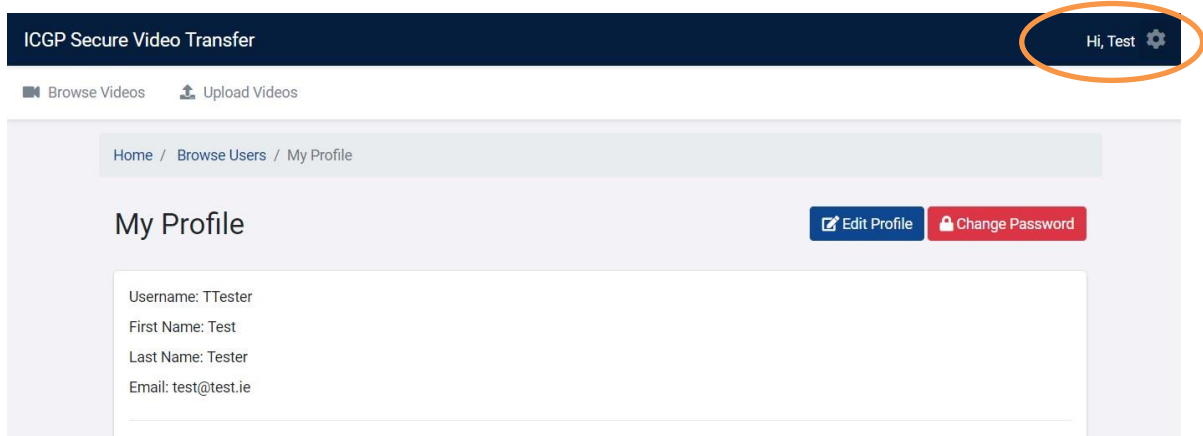 ICGP Secure Video Transfer Hi, Test
Browse Videos Upload Videos
Home / Browse Users / My Profile
My Profile Edit Profile Change Password
Username: TTester
First Name: Test
Last Name: Tester
Email: test@test.ie